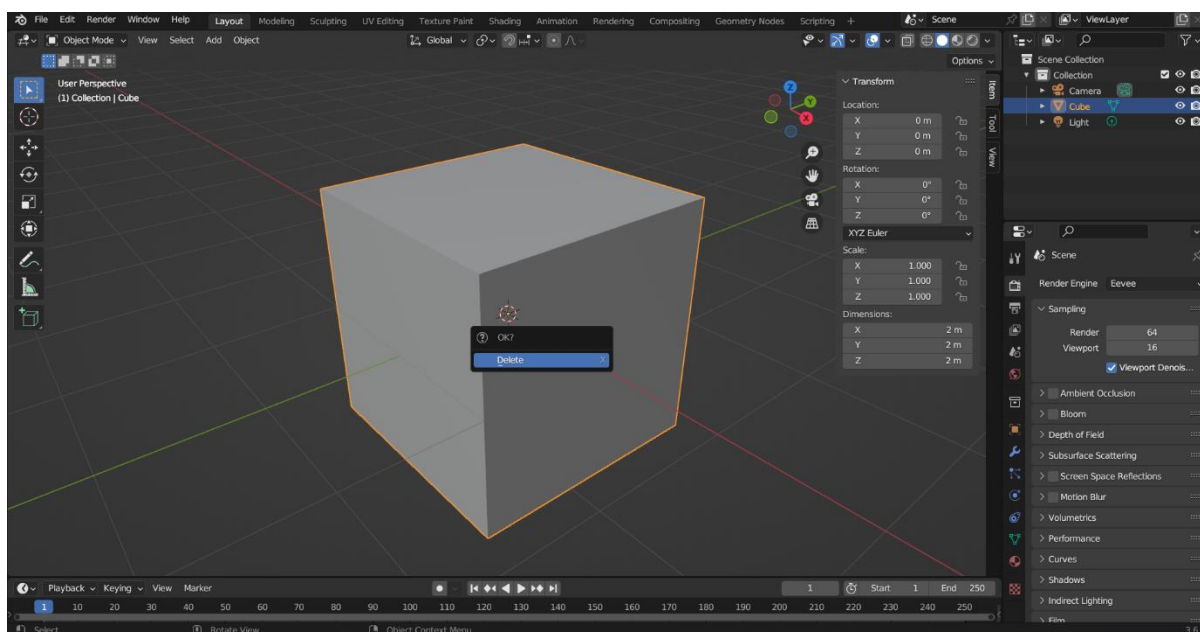 File Edit Render Window Help Layout Modeling Sculpting UV Editing Texture Paint Shading Animation Rendering Compositing Geometry Nodes Scripting + Scene ViewLayer
Object Mode View Select Add Object Global
Options
User Perspective
(1) Collection | Cube
Z
Y
X
Transform
Location:
X 0 m
Y 0 m
Z 0 m
Rotation:
X 0°
Y 0°
Z 0°
XYZ Euler
Scale:
X 1.000
Y 1.000
Z 1.000
Dimensions:
X 2 m
Y 2 m
Z 2 m
Item
Tool
View
OK?
Delete X
Scene Collection
Collection
Camera
Cube
Light
Scene
Render Engine Eevee
Sampling
Render 64
Viewport 16
Viewport Denois...
Ambient Occlusion
Bloom
Depth of Field
Subsurface Scattering
Screen Space Reflections
Motion Blur
Volumetrics
Performance
Curves
Shadows
Indirect Lighting
Film
Playback Keying View Marker 1 Start 1 End 250
1 10 20 30 40 50 60 70 80 90 100 110 120 130 140 150 160 170 180 190 200 210 220 230 240 250
Select Rotate View Object Context Menu 3.6